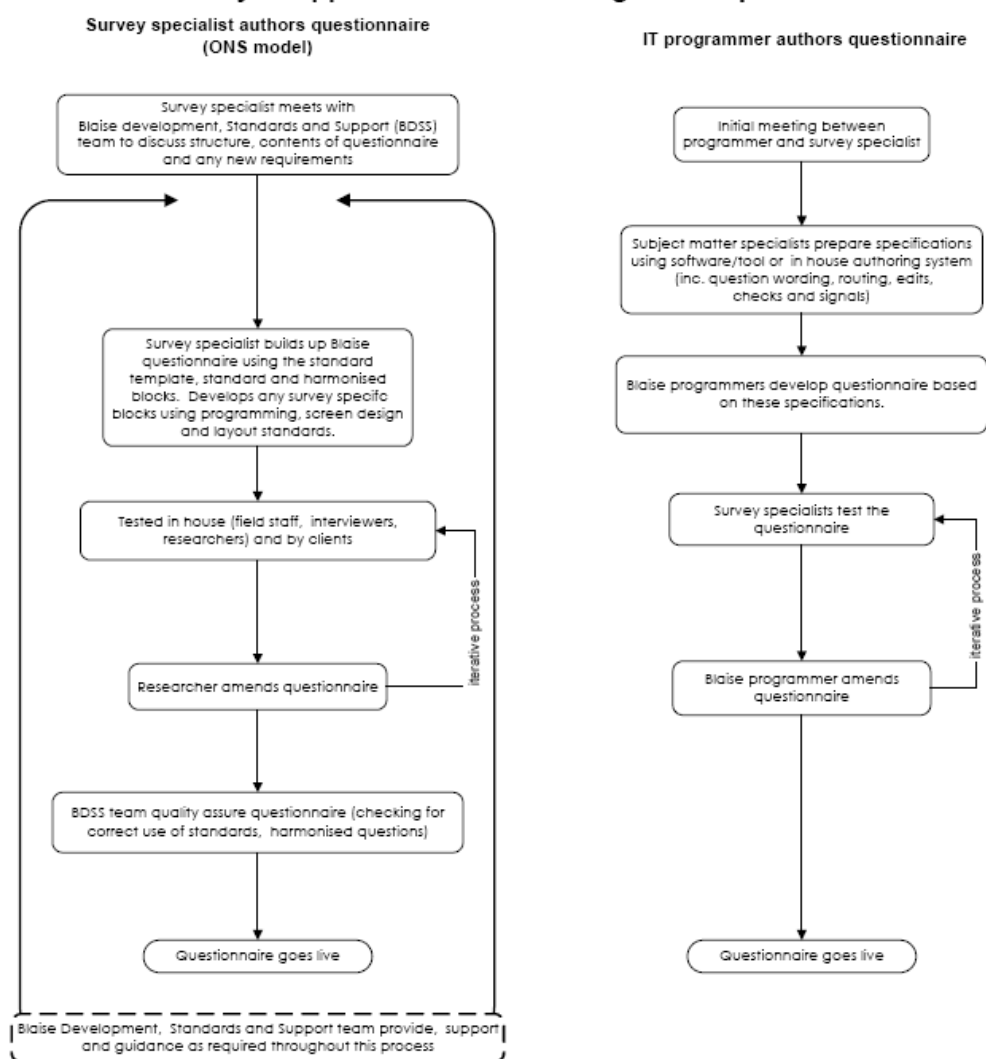 Survey specialist authors questionnaire
(ONS model)
Survey specialist meets with
Blaise development, Standards and Support (BDSS)
team to discuss structure, contents of questionnaire
and any new requirements
Survey specialist builds up Blaise
questionnaire using the standard
template, standard and harmonised
blocks. Develops any survey specifc
blocks using programming, screen design
and layout standards.
Tested in house (field staff, interviewers,
researchers) and by clients
iterative process
Researcher amends questionnaire
BDSS team quality assure questionnaire (checking for
correct use of standards, harmonised questions)
Questionnaire goes live
Blaise Development, Standards and Support team provide, support
and guidance as required throughout this process
IT programmer authors questionnaire
Initial meeting between
programmer and survey specialist
Subject matter specialists prepare specifications
using software/tool or in house authoring system
(inc. question wording, routing, edits,
checks and signals)
Blaise programmers develop questionnaire based
on these specifications.
Survey specialists test the
questionnaire
iterative process
Blaise programmer amends
questionnaire
Questionnaire goes live